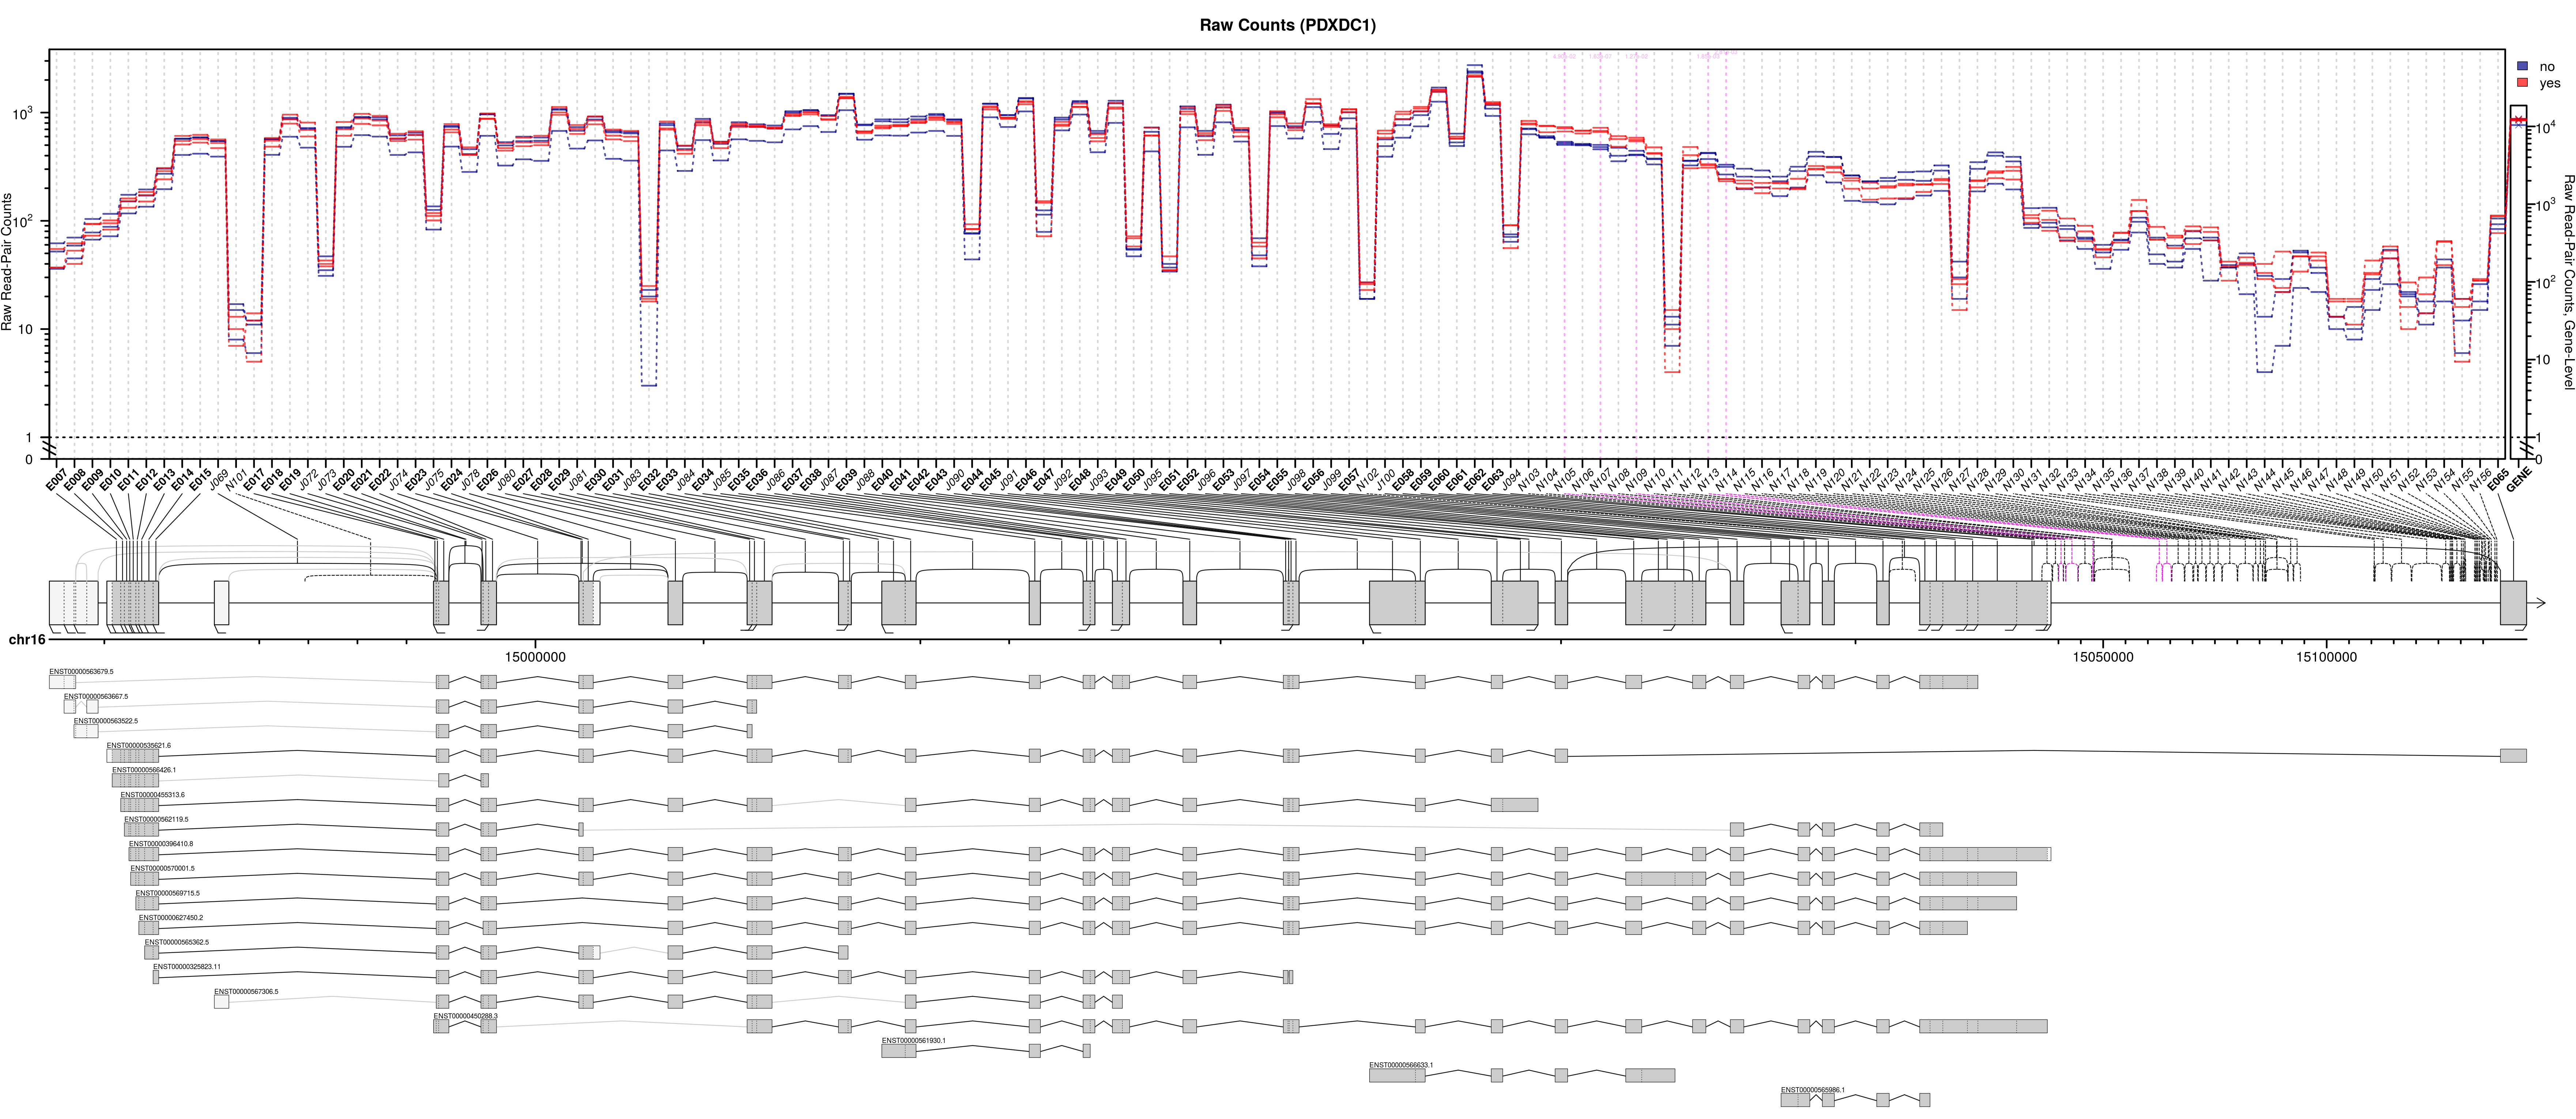 Raw Counts (PDXDC1)
no
yes
Raw Read-Pair Counts
10³
10²
10
1
0
Raw Read-Pair Counts, Gene-Level
10⁴
10³
10²
10
1
0
E007 E008 E009 E010 E011 E012 E013 E014 E015 J069 N101 E017 E018 E019 J072 J073 E020 E021 E022 J074 E023 J075 E024 J078 E026 J080 E027 E028 E029 J081 E030 E031 J083 E032 E033 J084 E034 J085 E035 E036 J086 E037 E038 J087 E039 J088 E040 E041 E042 E043 J090 E044 E045 J091 E046 E047 J092 E048 J093 E049 E050 J095 E051 E052 J096 E053 J097 E054 E055 J098 E056 J099 E057 N102 J100 E058 E059 E060 E061 E062 E063 J094 N103 N104 N105 N106 N107 N108 N109 N110 N111 N112 N113 N114 N115 N116 N117 N118 N119 N120 N121 N122 N123 N124 N125 N126 N127 N128 N129 N130 N131 N132 N133 N134 N135 N136 N137 N138 N139 N140 N141 N142 N143 N144 N145 N146 N147 N148 N149 N150 N151 N152 N153 N154 N155 N156 E065 GENE
chr16
15000000
15050000
15100000
ENST00000563679.5
ENST00000563667.5
ENST00000563522.5
ENST00000535621.6
ENST00000566426.1
ENST00000455313.6
ENST00000562119.5
ENST00000396410.8
ENST00000570001.5
ENST00000569715.5
ENST00000627450.2
ENST00000565362.5
ENST00000325823.11
ENST00000567306.5
ENST00000450288.3
ENST00000561930.1
ENST00000566633.1
ENST00000565986.1